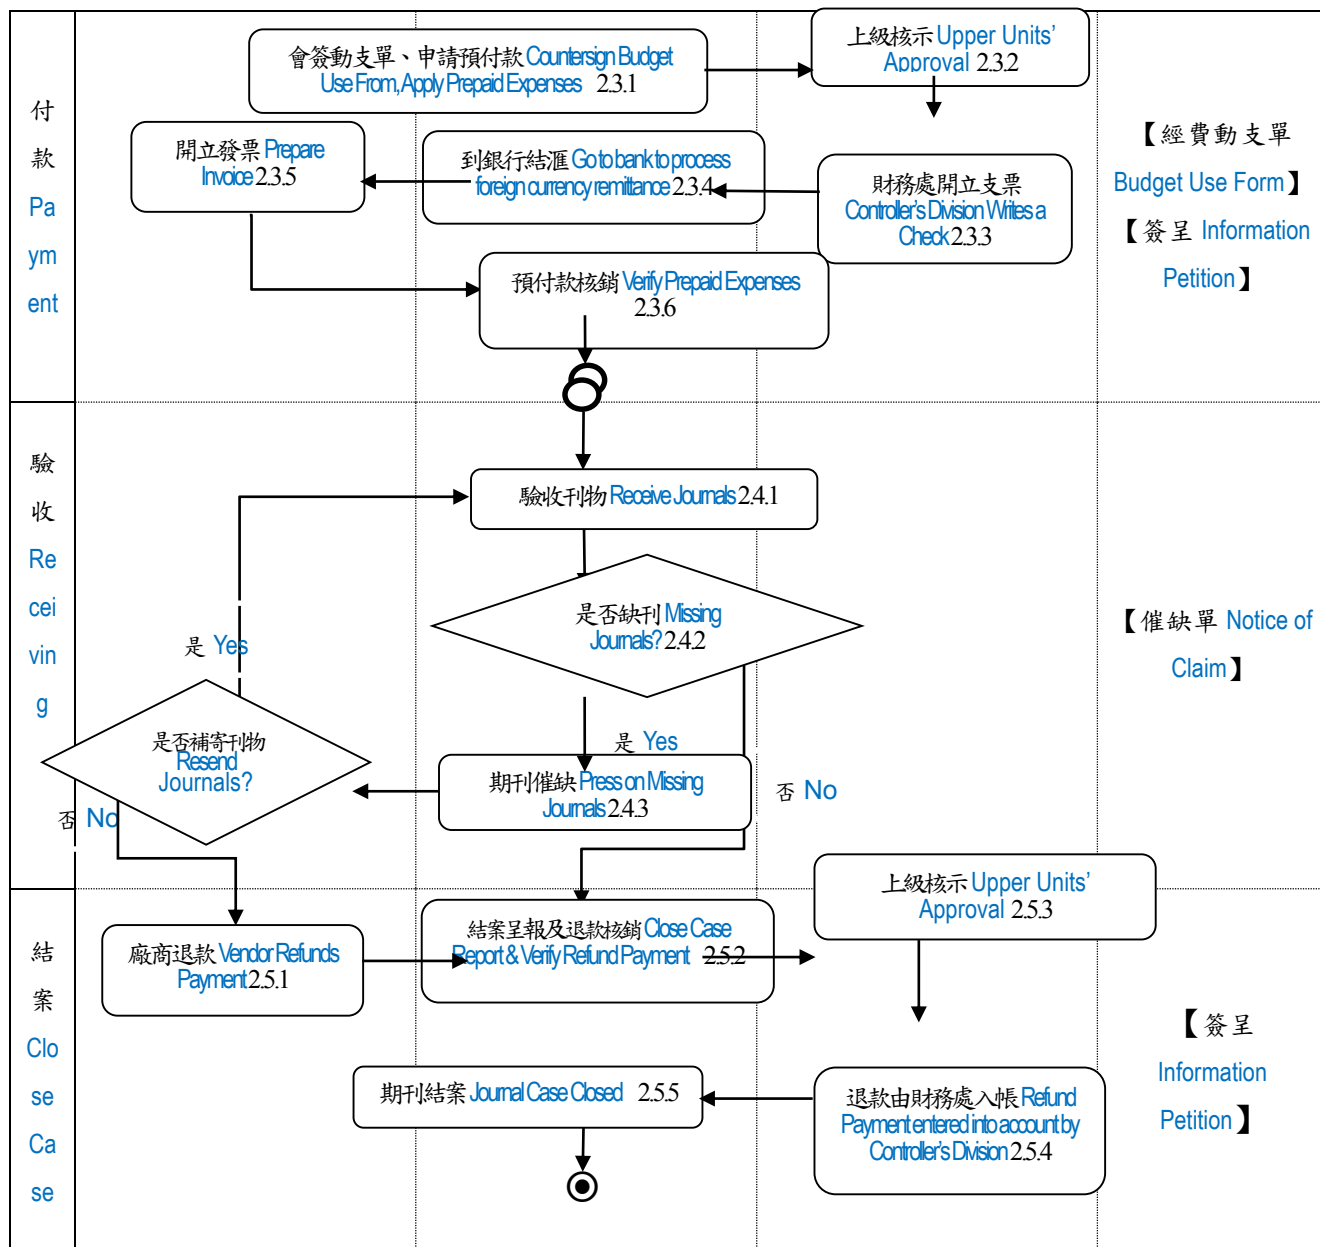 付
款
Pa
ym
ent
會簽動支單、申請預付款 Countersign Budget
Use From, Apply Prepaid Expenses 2.3.1
上級核示 Upper Units'
Approval 2.3.2
開立發票 Prepare
Invoice 2.3.5
到銀行結匯 Go to bank to process
foreign currency remittance 2.3.4
財務處開立支票
Controller's Division Writes a
Check 2.3.3
預付款核銷 Verify Prepaid Expenses
2.3.6
【經費動支單
Budget Use Form】
【簽呈 Information
Petition】
驗
收
Re
cei
vin
g
驗收刊物 Receive Journals 2.4.1
是否缺刊 Missing
Journals? 2.4.2
是 Yes
是否補寄刊物
Resend
Journals?
是 Yes
期刊催缺 Press on Missing
Journals 2.4.3
否 No
否 No
【催缺單 Notice of
Claim】
結
案
Clo
se
Ca
se
廠商退款 Vendor Refunds
Payment 2.5.1
結案呈報及退款核銷 Close Case
Report & Verify Refund Payment 2.5.2
上級核示 Upper Units'
Approval 2.5.3
期刊結案 Journal Case Closed 2.5.5
退款由財務處入帳 Refund
Payment entered into account by
Controller's Division 2.5.4
【簽呈
Information
Petition】